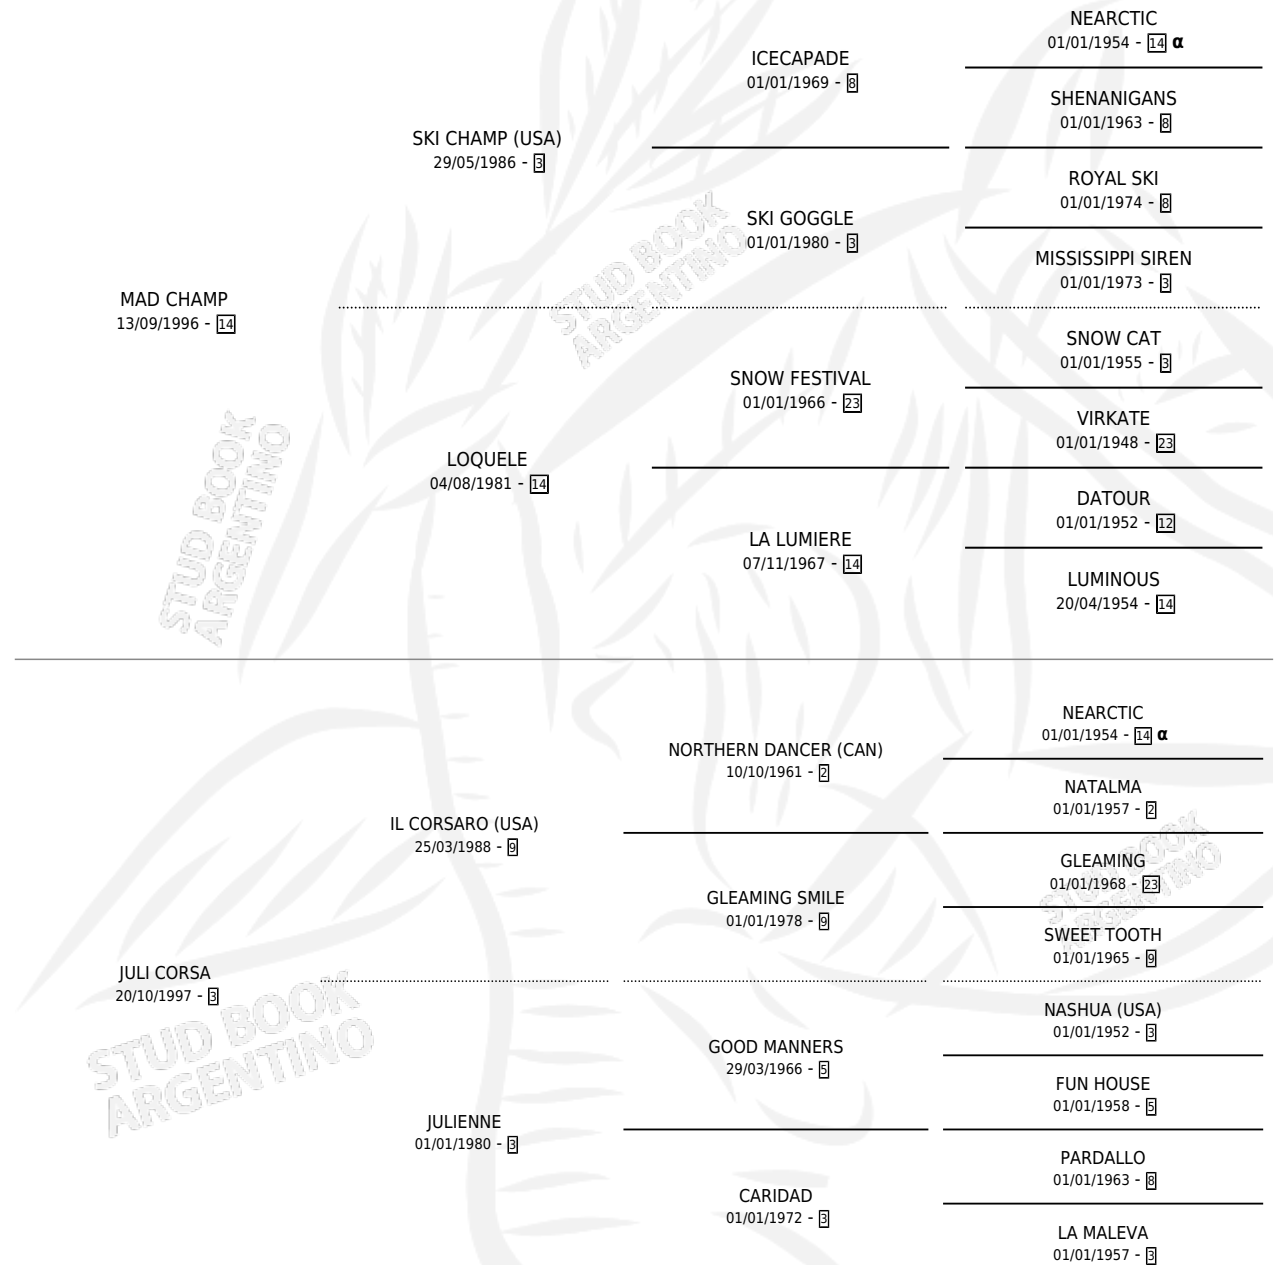 NEARCTIC
01/01/1954 - 14 α
ICECAPADE
01/01/1969 - 8
SHENANIGANS
01/01/1963 - 8
SKI CHAMP (USA)
29/05/1986 - 3
ROYAL SKI
01/01/1974 - 8
SKI GOGGLE
01/01/1980 - 3
MISSISSIPPI SIREN
01/01/1973 - 3
MAD CHAMP
13/09/1996 - 14
SNOW CAT
01/01/1955 - 3
SNOW FESTIVAL
01/01/1966 - 23
VIRKATE
01/01/1948 - 23
LOQUELE
04/08/1981 - 14
DATOUR
01/01/1952 - 12
LA LUMIERE
07/11/1967 - 14
LUMINOUS
20/04/1954 - 14
NEARCTIC
01/01/1954 - 14 α
NORTHERN DANCER (CAN)
10/10/1961 - 2
NATALMA
01/01/1957 - 2
IL CORSARO (USA)
25/03/1988 - 9
GLEAMING
01/01/1968 - 23
GLEAMING SMILE
01/01/1978 - 9
SWEET TOOTH
01/01/1965 - 9
JULI CORSA
20/10/1997 - 3
NASHUA (USA)
01/01/1952 - 3
GOOD MANNERS
29/03/1966 - 5
FUN HOUSE
01/01/1958 - 5
JULIENNE
01/01/1980 - 3
PARDALLO
01/01/1963 - 8
CARIDAD
01/01/1972 - 3
LA MALEVA
01/01/1957 - 3
STUD BOOK
ARGENTINO
STUD BOOK
ARGENTINO
STUD BOOK
ARGENTINO
STUD BOOK
ARGENTINO